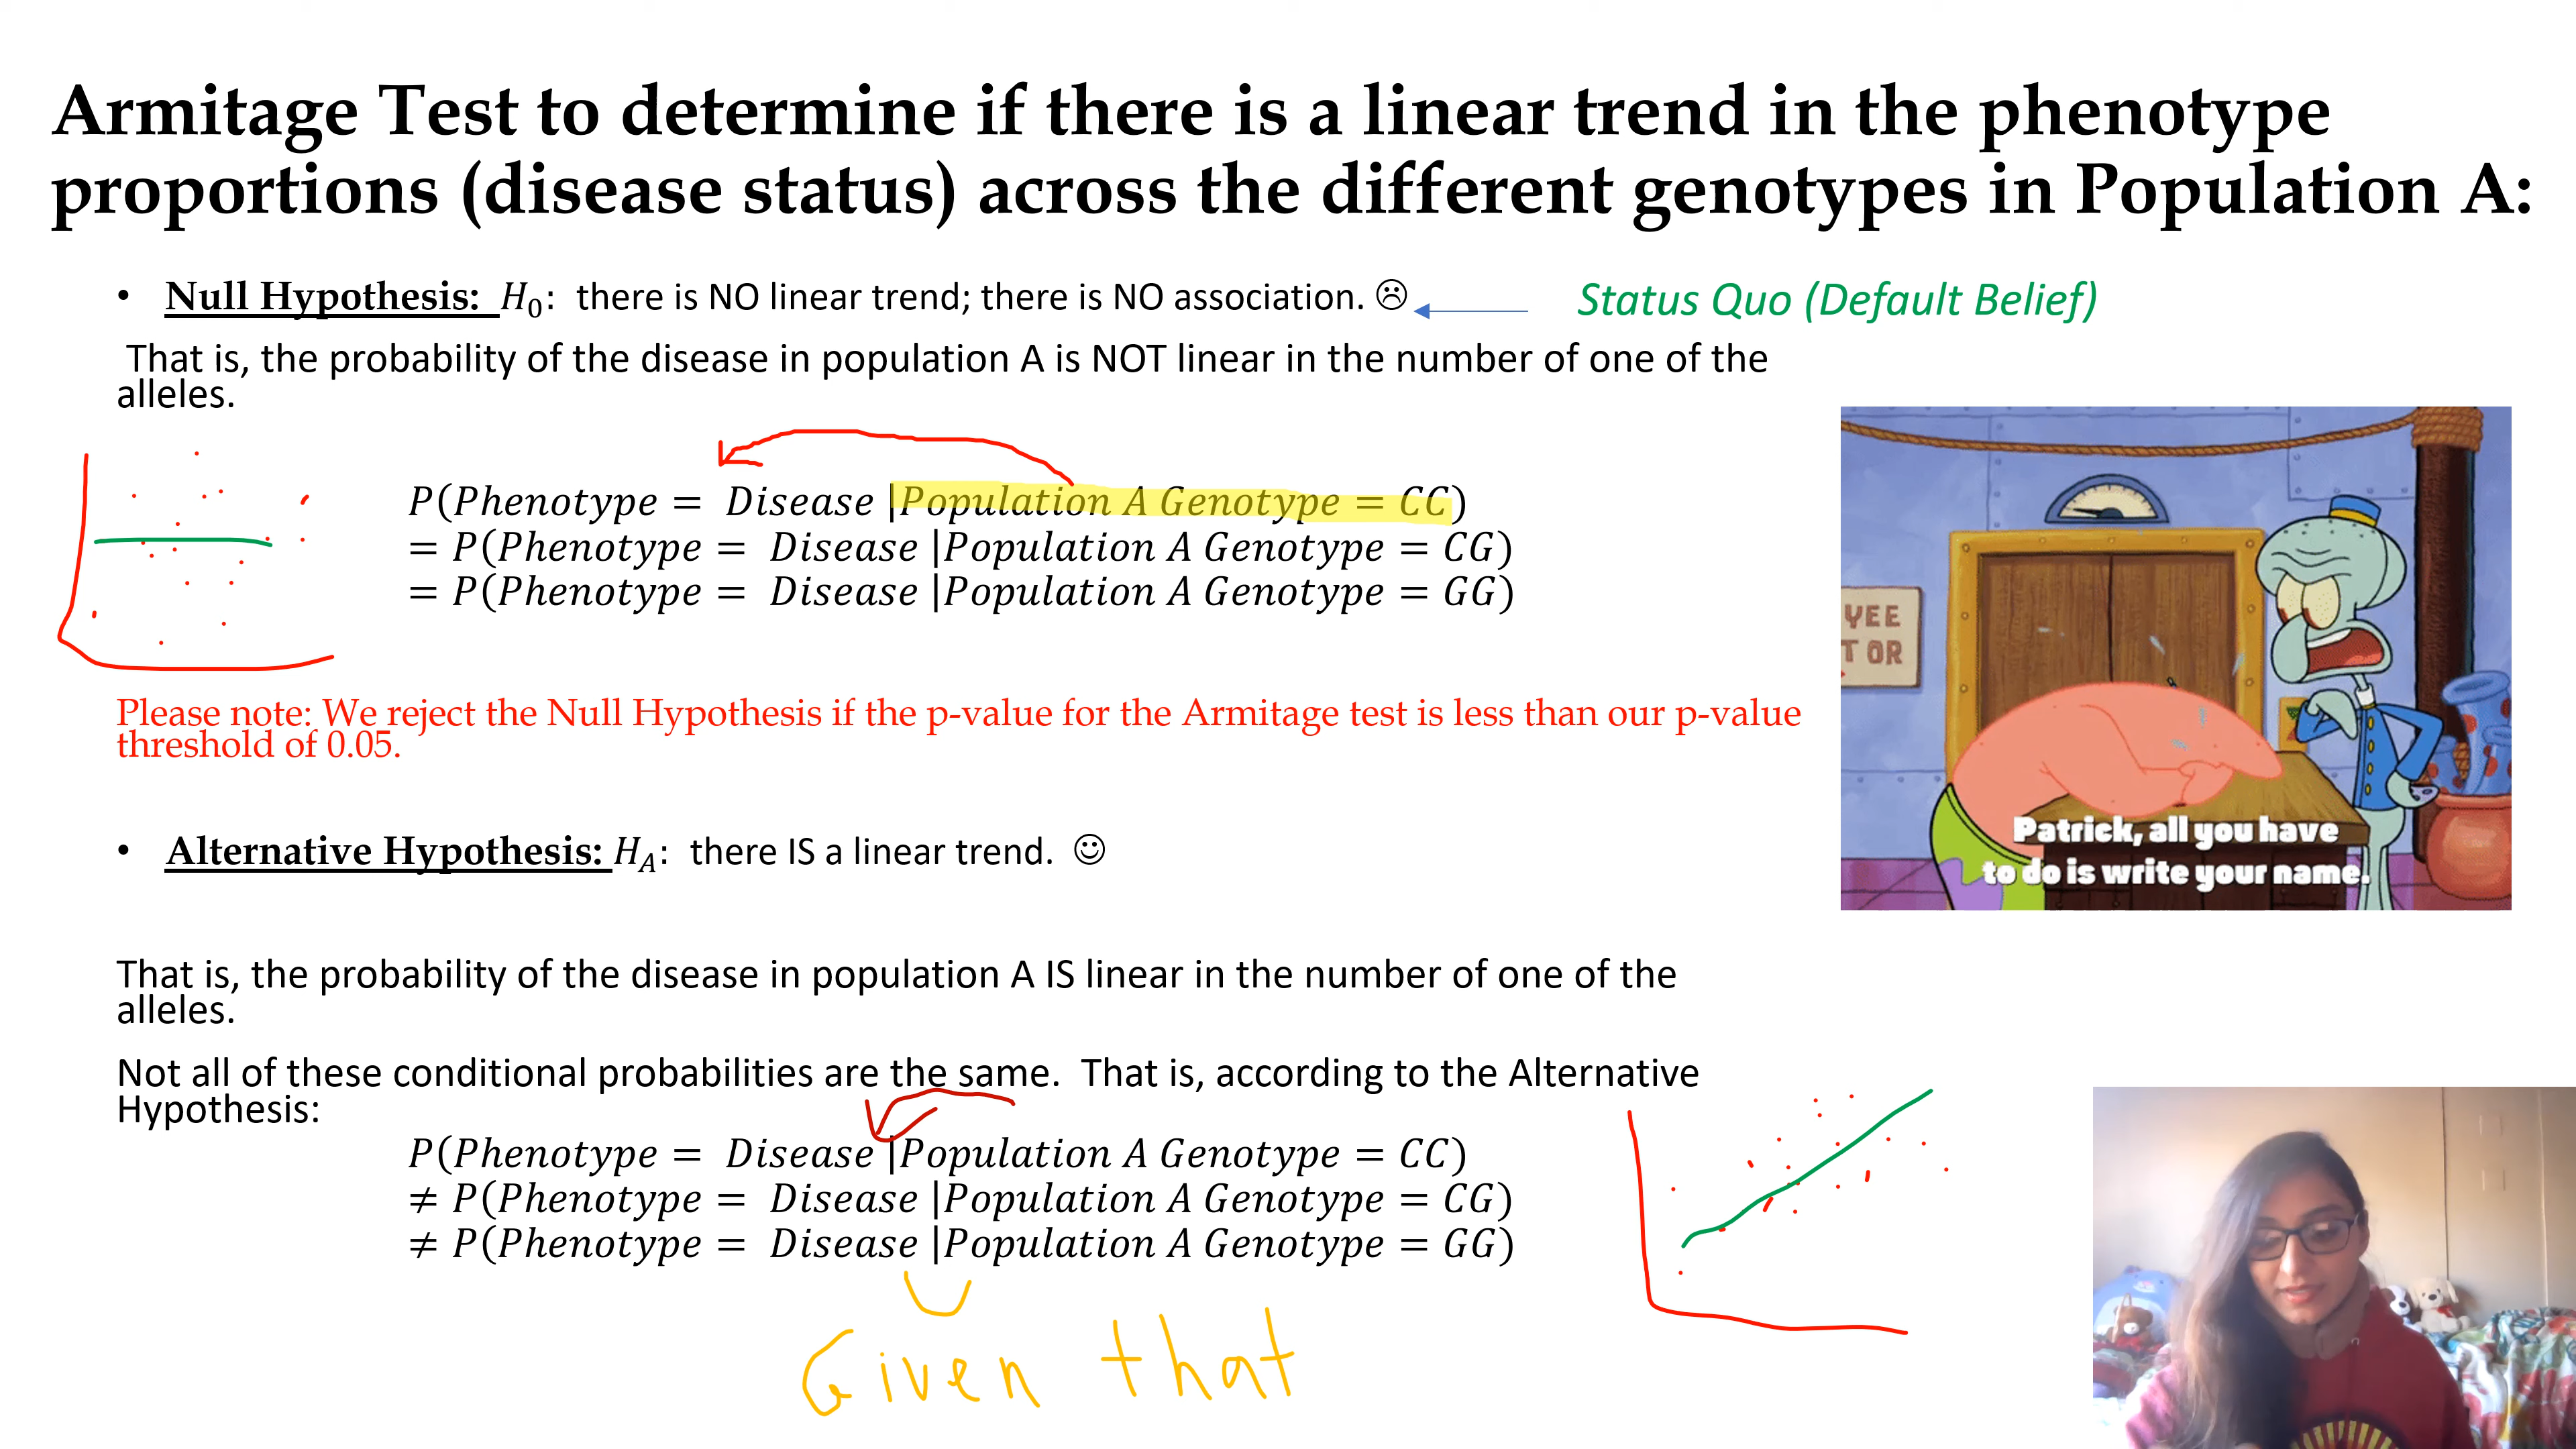 Armitage Test to determine if there is a linear trend in the phenotype
proportions (disease status) across the different genotypes in Population A:
• Null Hypothesis: H₀: there is NO linear trend; there is NO association. ☹
Status Quo (Default Belief)
That is, the probability of the disease in population A is NOT linear in the number of one of the
alleles.
P(Phenotype = Disease |Population A Genotype = CC)
= P(Phenotype = Disease |Population A Genotype = CG)
= P(Phenotype = Disease |Population A Genotype = GG)
YEE
T OR
Please note: We reject the Null Hypothesis if the p-value for the Armitage test is less than our p-value
threshold of 0.05.
Patrick, all you have
to do is write your name.
• Alternative Hypothesis: H_A: there IS a linear trend. ☺
That is, the probability of the disease in population A IS linear in the number of one of the
alleles.
Not all of these conditional probabilities are the same. That is, according to the Alternative
Hypothesis:
P(Phenotype = Disease |Population A Genotype = CC)
≠ P(Phenotype = Disease |Population A Genotype = CG)
≠ P(Phenotype = Disease |Population A Genotype = GG)
Given that